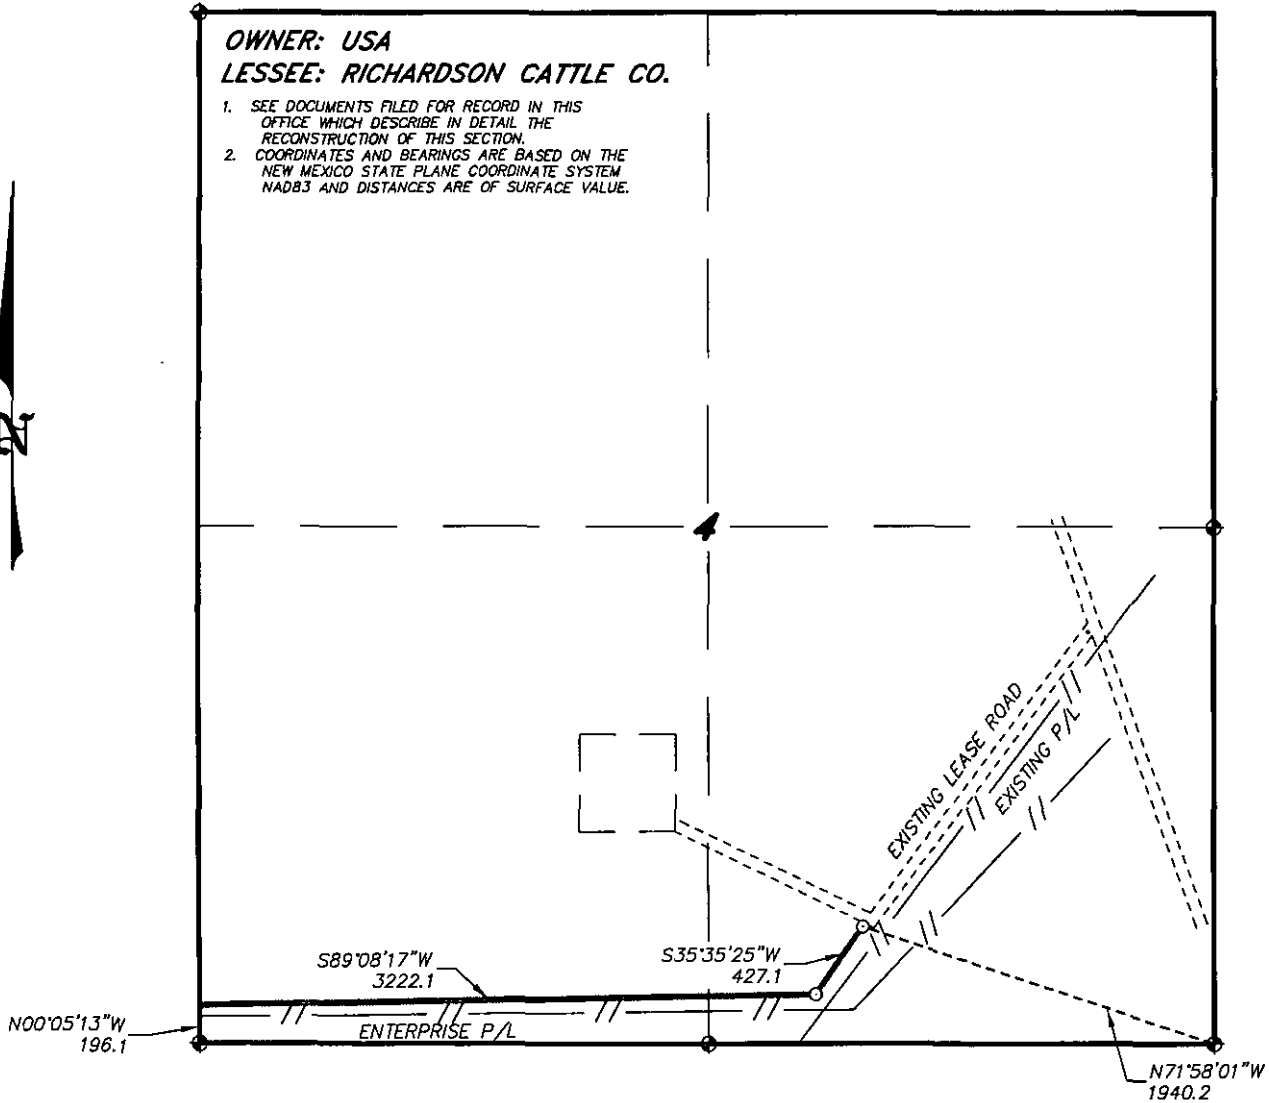 OWNER: USA
LESSEE: RICHARDSON CATTLE CO.
1. SEE DOCUMENTS FILED FOR RECORD IN THIS
OFFICE WHICH DESCRIBE IN DETAIL THE
RECONSTRUCTION OF THIS SECTION.
2. COORDINATES AND BEARINGS ARE BASED ON THE
NEW MEXICO STATE PLANE COORDINATE SYSTEM
NAD83 AND DISTANCES ARE OF SURFACE VALUE.
N
4
EXISTING LEASE ROAD
EXISTING P/L
S89°08'17"W
3222.1
S35°35'25"W
427.1
N00°05'13"W
196.1
ENTERPRISE P/L
N71°58'01"W
1940.2